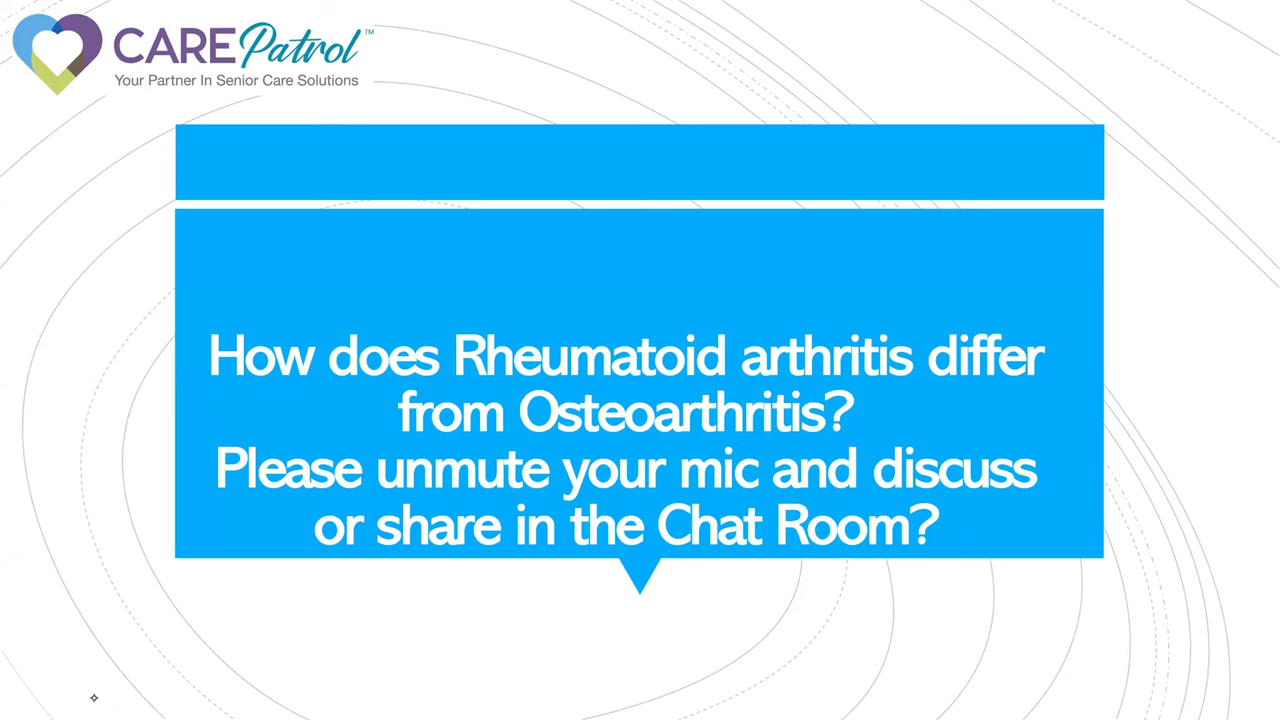 CAREPatrol™
Your Partner In Senior Care Solutions
How does Rheumatoid arthritis differ
from Osteoarthritis?
Please unmute your mic and discuss
or share in the Chat Room?